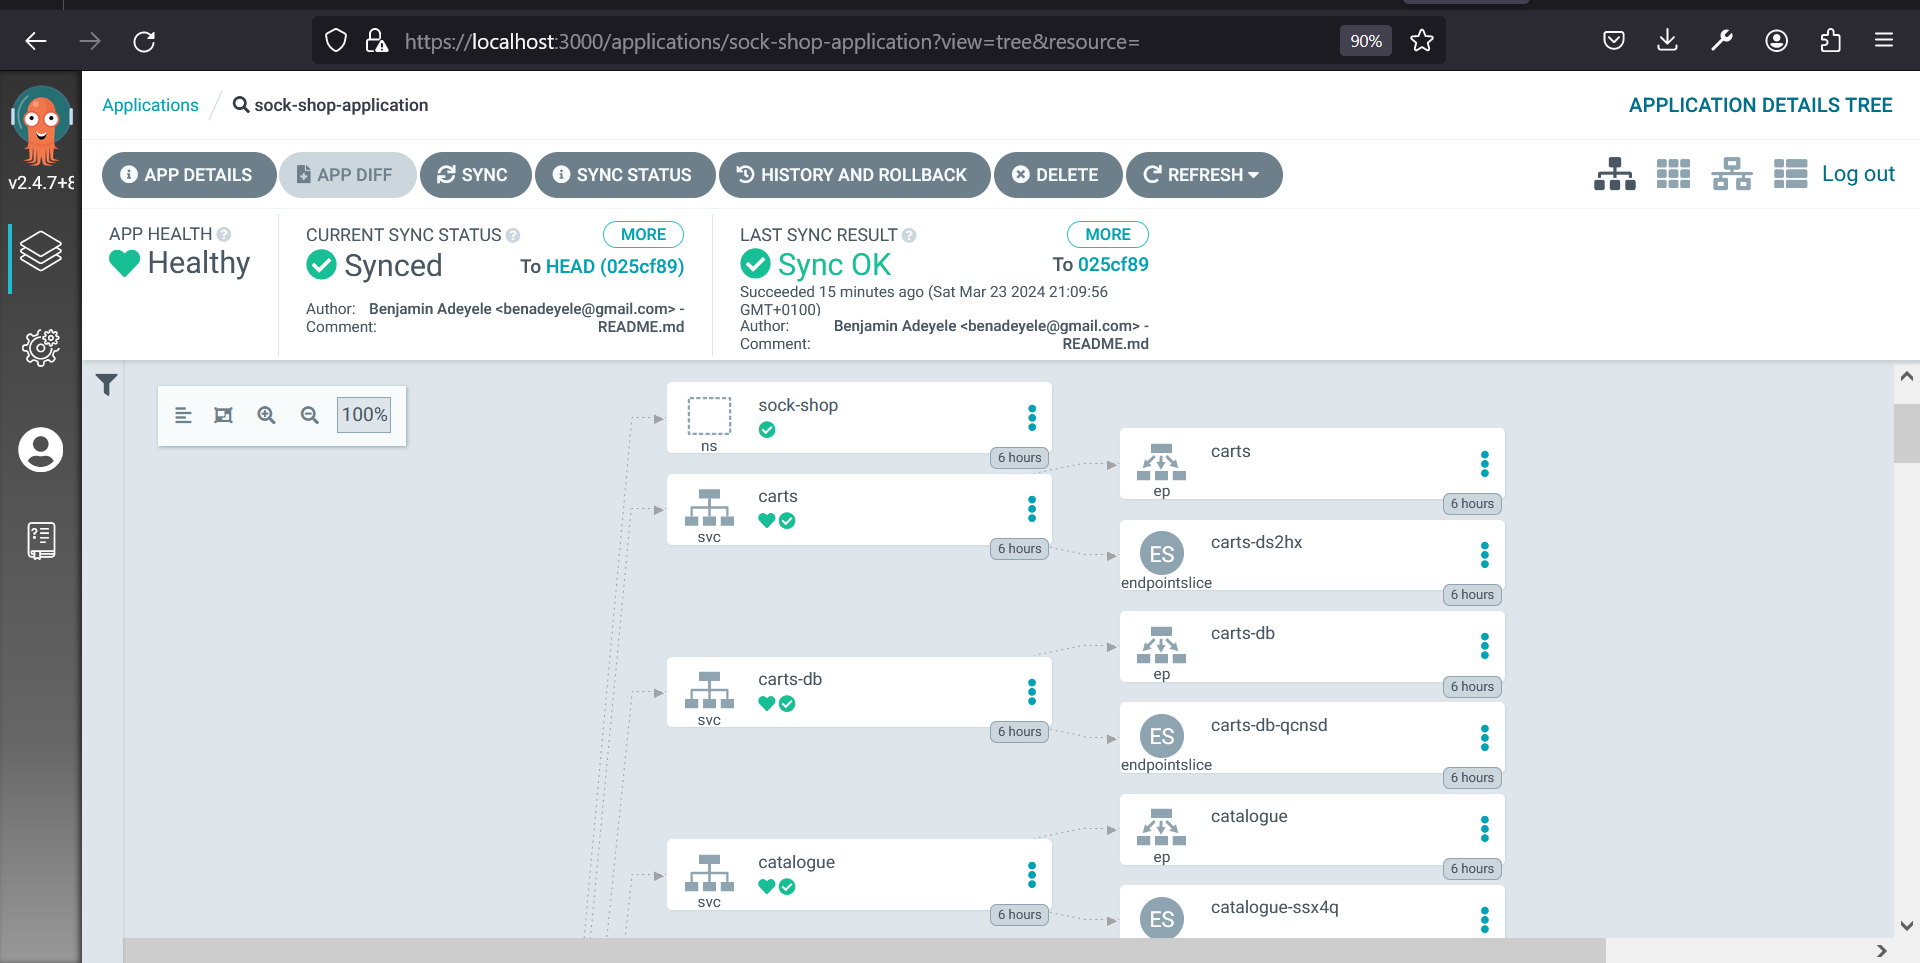 https://localhost:3000/applications/sock-shop-application?view=tree&resource=
90%
v2.4.7+8
Applications / sock-shop-application
APPLICATION DETAILS TREE
APP DETAILS
APP DIFF
SYNC
SYNC STATUS
HISTORY AND ROLLBACK
DELETE
REFRESH
Log out
APP HEALTH
Healthy
CURRENT SYNC STATUS
MORE
Synced
To HEAD (025cf89)
Author: Benjamin Adeyele <benadeyele@gmail.com> -
Comment: README.md
LAST SYNC RESULT
MORE
Sync OK
To 025cf89
Succeeded 15 minutes ago (Sat Mar 23 2024 21:09:56
GMT+0100)
Author: Benjamin Adeyele <benadeyele@gmail.com> -
Comment: README.md
100%
sock-shop
ns
6 hours
carts
svc
6 hours
carts
ep
6 hours
ES
carts-ds2hx
endpointslice
6 hours
carts-db
svc
6 hours
carts-db
ep
6 hours
ES
carts-db-qcnsd
endpointslice
6 hours
catalogue
svc
6 hours
catalogue
ep
6 hours
ES
catalogue-ssx4q